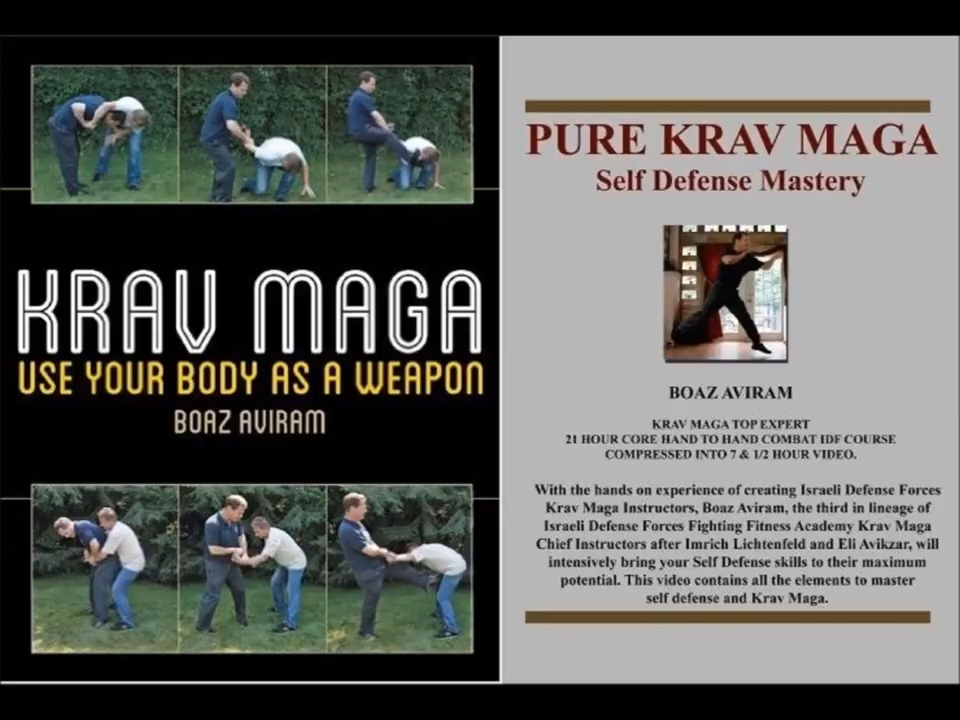 KRAV MAGA
USE YOUR BODY AS A WEAPON
BOAZ AVIRAM
PURE KRAV MAGA
Self Defense Mastery
BOAZ AVIRAM
KRAV MAGA TOP EXPERT
21 HOUR CORE HAND TO HAND COMBAT IDF COURSE
COMPRESSED INTO 7 & 1/2 HOUR VIDEO.
With the hands on experience of creating Israeli Defense Forces
Krav Maga Instructors, Boaz Aviram, the third in lineage of
Israeli Defense Forces Fighting Fitness Academy Krav Maga
Chief Instructors after Imrich Lichtenfeld and Eli Avikzar, will
intensively bring your Self Defense skills to their maximum
potential. This video contains all the elements to master
self defense and Krav Maga.